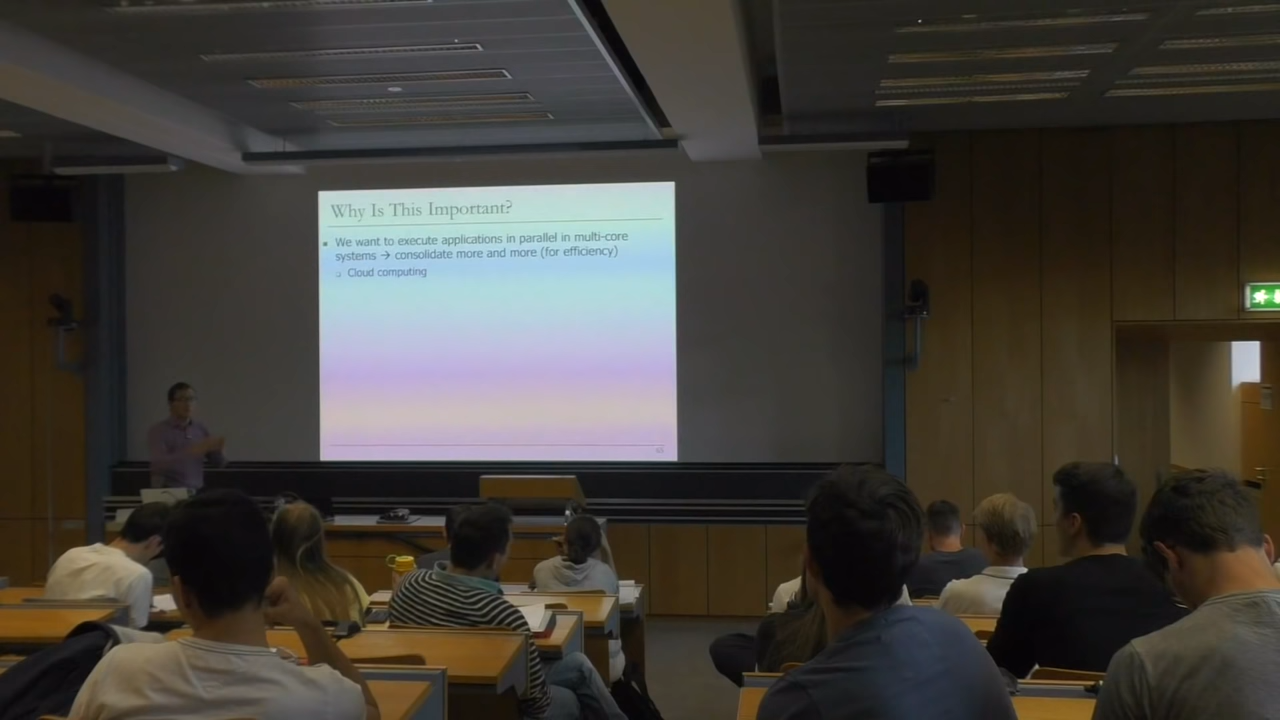 Why Is This Important?
We want to execute applications in parallel in multi-core
systems → consolidate more and more (for efficiency)
Cloud computing